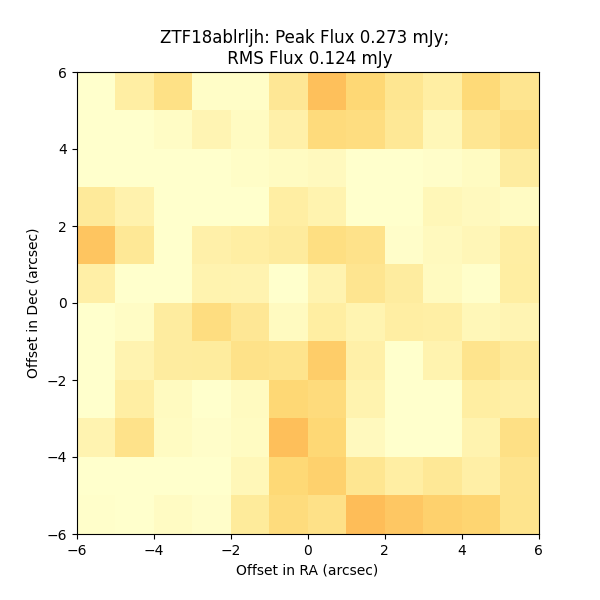 ZTF18ablrljh: Peak Flux 0.273 mJy;
RMS Flux 0.124 mJy
6
4
2
0
−2
−4
−6
Offset in Dec (arcsec)
−6 −4 −2 0 2 4 6
Offset in RA (arcsec)